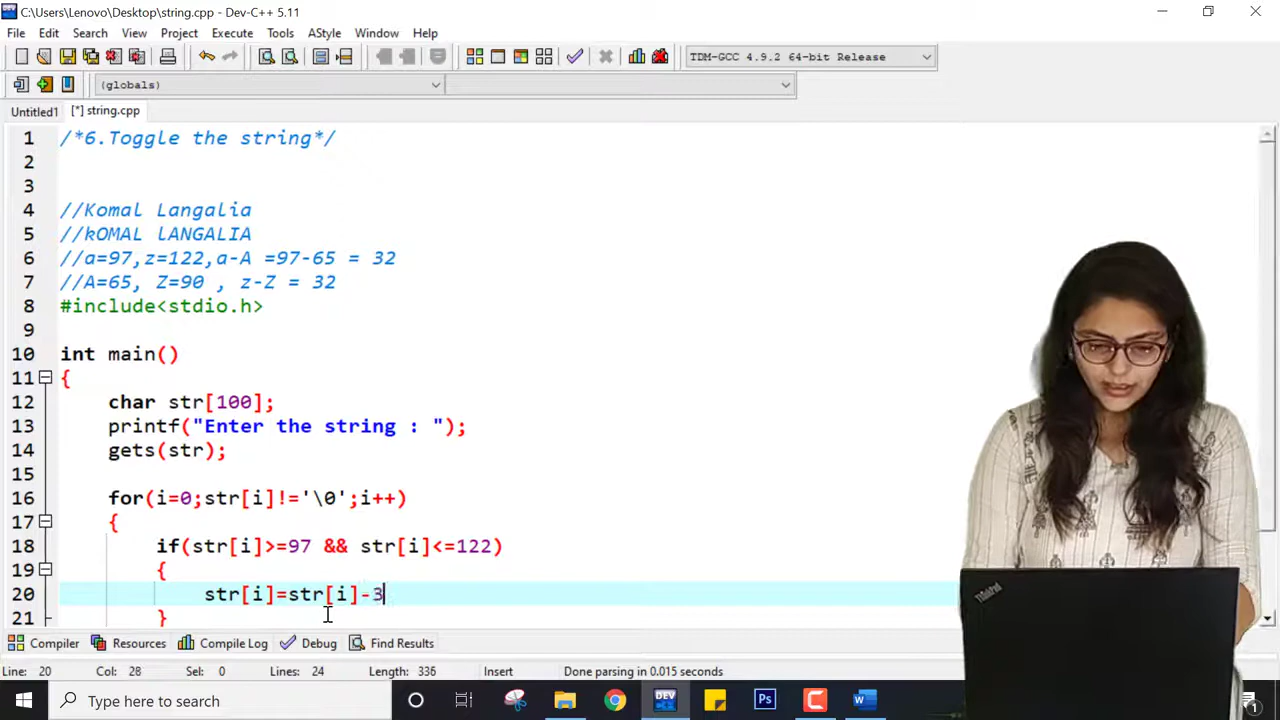 C:\Users\Lenovo\Desktop\string.cpp - Dev-C++ 5.11
File Edit Search View Project Execute Tools AStyle Window Help
TDM-GCC 4.9.2 64-bit Release
(globals)
Untitled1 [*] string.cpp
1 /*6.Toggle the string*/
2
3
4 //Komal Langalia
5 //kOMAL lANGALIA
6 //a=97,z=122,a-A =97-65 = 32
7 //A=65, Z=90 , z-Z = 32
8 #include<stdio.h>
9
10 int main()
11 {
12 char str[100];
13 printf("Enter the string : ");
14 gets(str);
15
16 for(i=0;str[i]!='\0';i++)
17 {
18 if(str[i]>=97 && str[i]<=122)
19 {
20 str[i]=str[i]-3
21 }
Compiler Resources Compile Log Debug Find Results
Line: 20 Col: 28 Sel: 0 Lines: 24 Length: 336 Insert Done parsing in 0.015 seconds
Type here to search DEV Ps W 1
ThinkPad